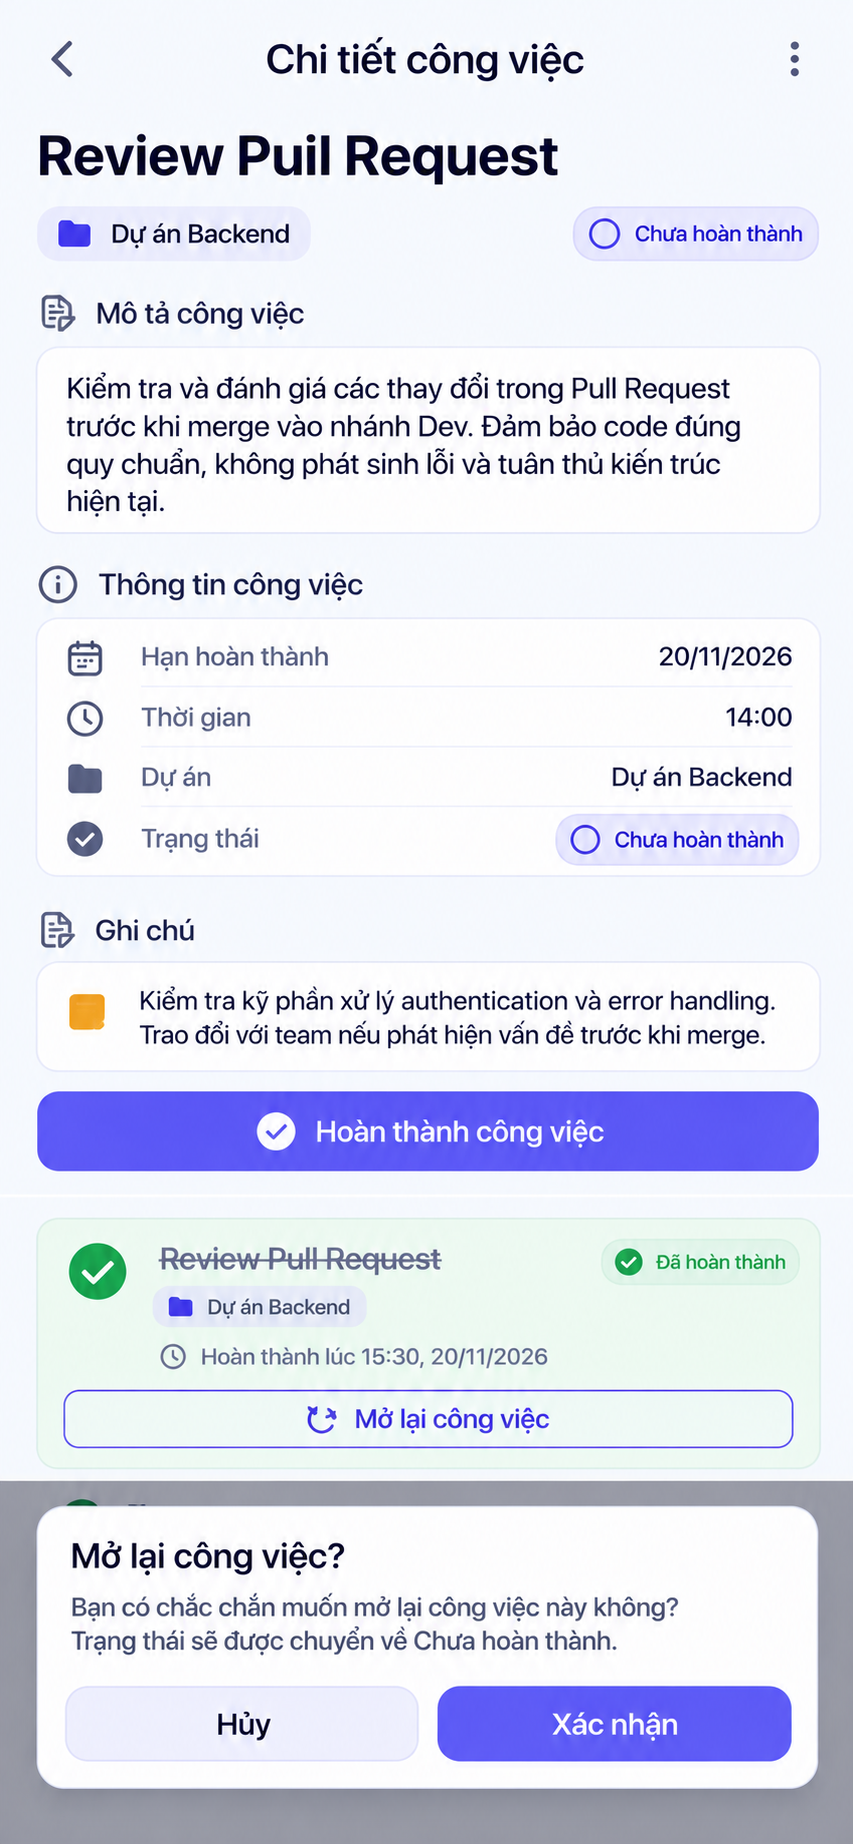 Chi tiết công việc
Review Puil Request
Dự án Backend
Chưa hoàn thành
Mô tả công việc
Kiểm tra và đánh giá các thay đổi trong Pull Request
trước khi merge vào nhánh Dev. Đảm bảo code đúng
quy chuẩn, không phát sinh lỗi và tuân thủ kiến trúc
hiện tại.
Thông tin công việc
Hạn hoàn thành 20/11/2026
Thời gian 14:00
Dự án Dự án Backend
Trạng thái Chưa hoàn thành
Ghi chú
Kiểm tra kỹ phần xử lý authentication và error handling.
Trao đổi với team nếu phát hiện vấn đề trước khi merge.
Hoàn thành công việc
Review Pull Request
Đã hoàn thành
Dự án Backend
Hoàn thành lúc 15:30, 20/11/2026
Mở lại công việc
Mở lại công việc?
Bạn có chắc chắn muốn mở lại công việc này không?
Trạng thái sẽ được chuyển về Chưa hoàn thành.
Hủy
Xác nhận